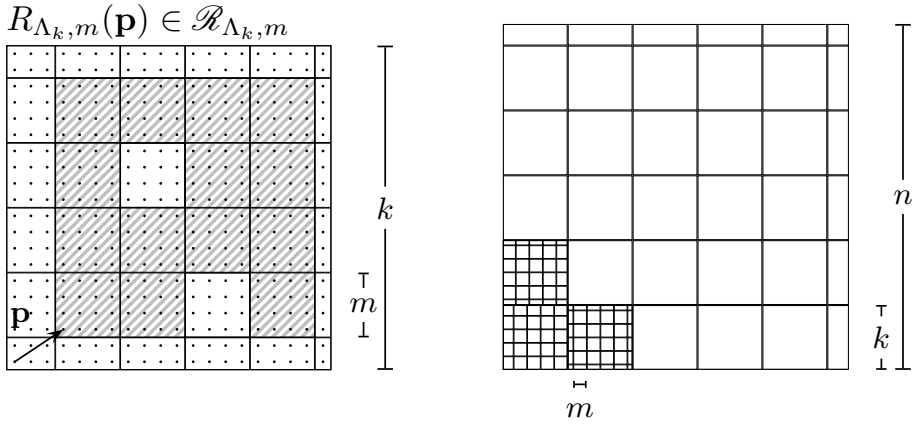 R_{Λ_k,m}(𝐩) ∈ ℛ_{Λ_k,m}
k
m
𝐩
n
k
m